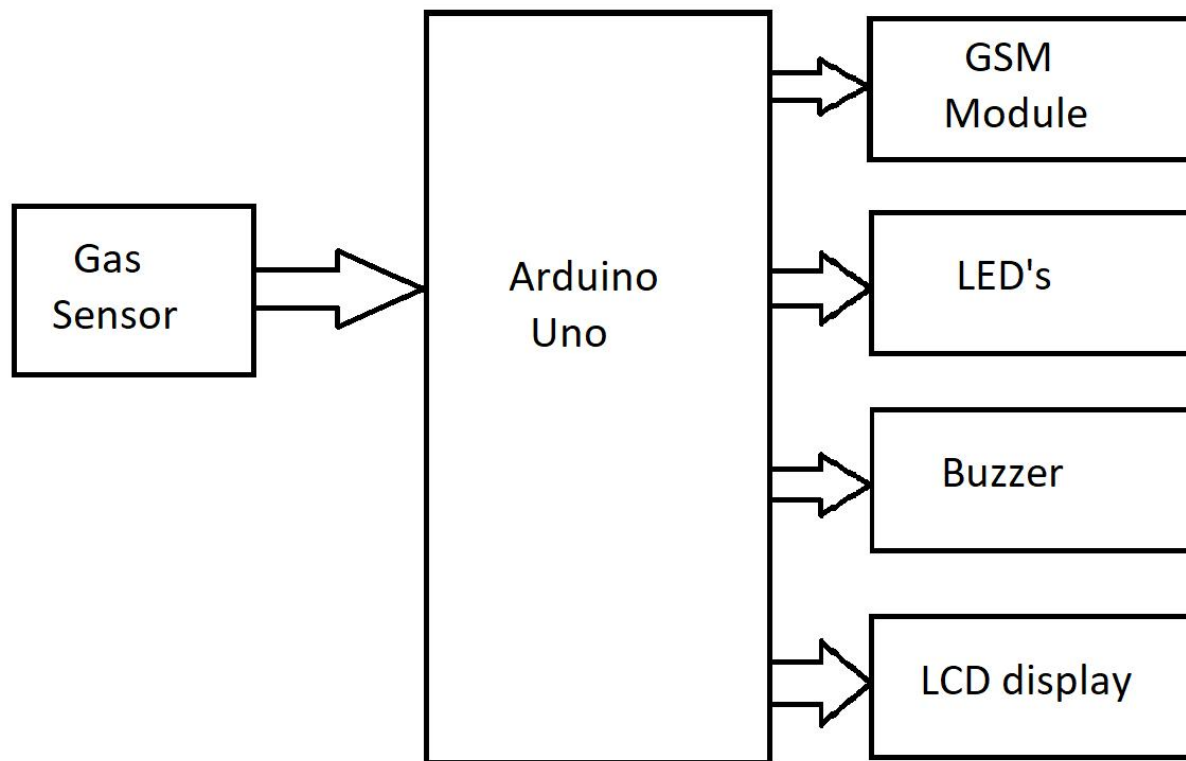 Gas
Sensor
Arduino
Uno
GSM
Module
LED's
Buzzer
LCD display